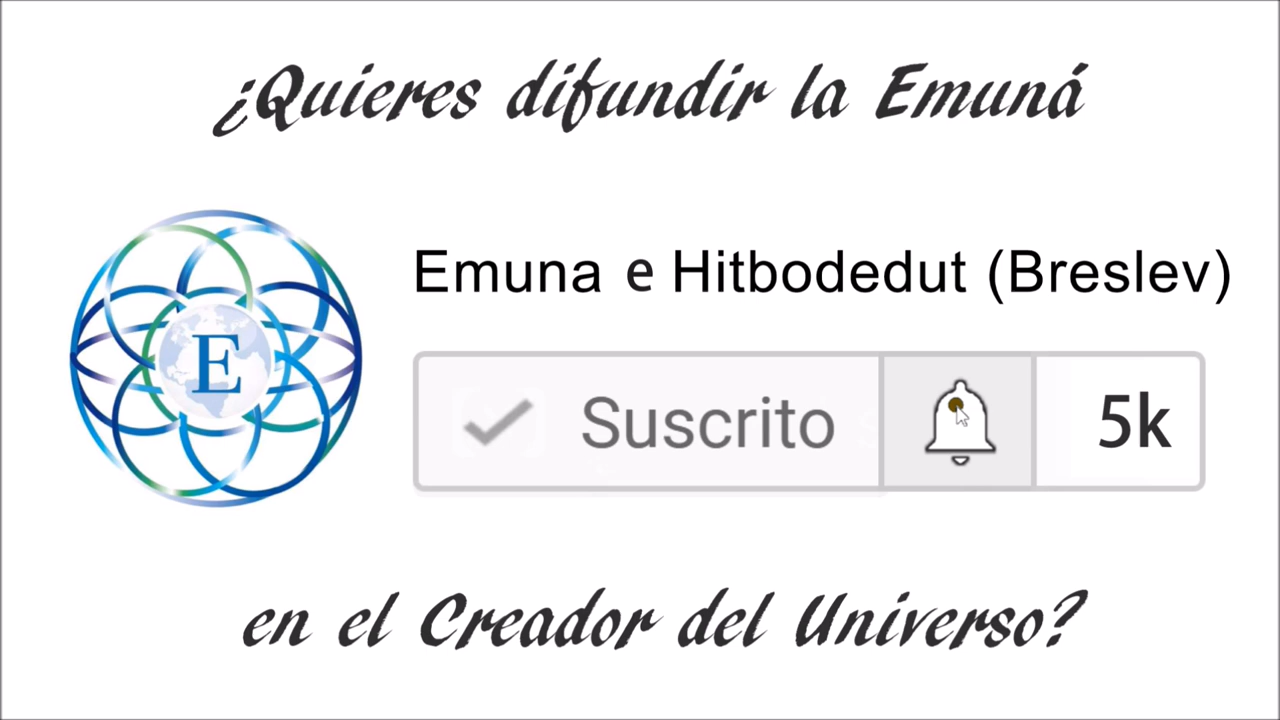 ¿Quieres difundir la Emuná
Emuna e Hitbodedut (Breslev)
E
Suscrito
5k
en el Creador del Universo?